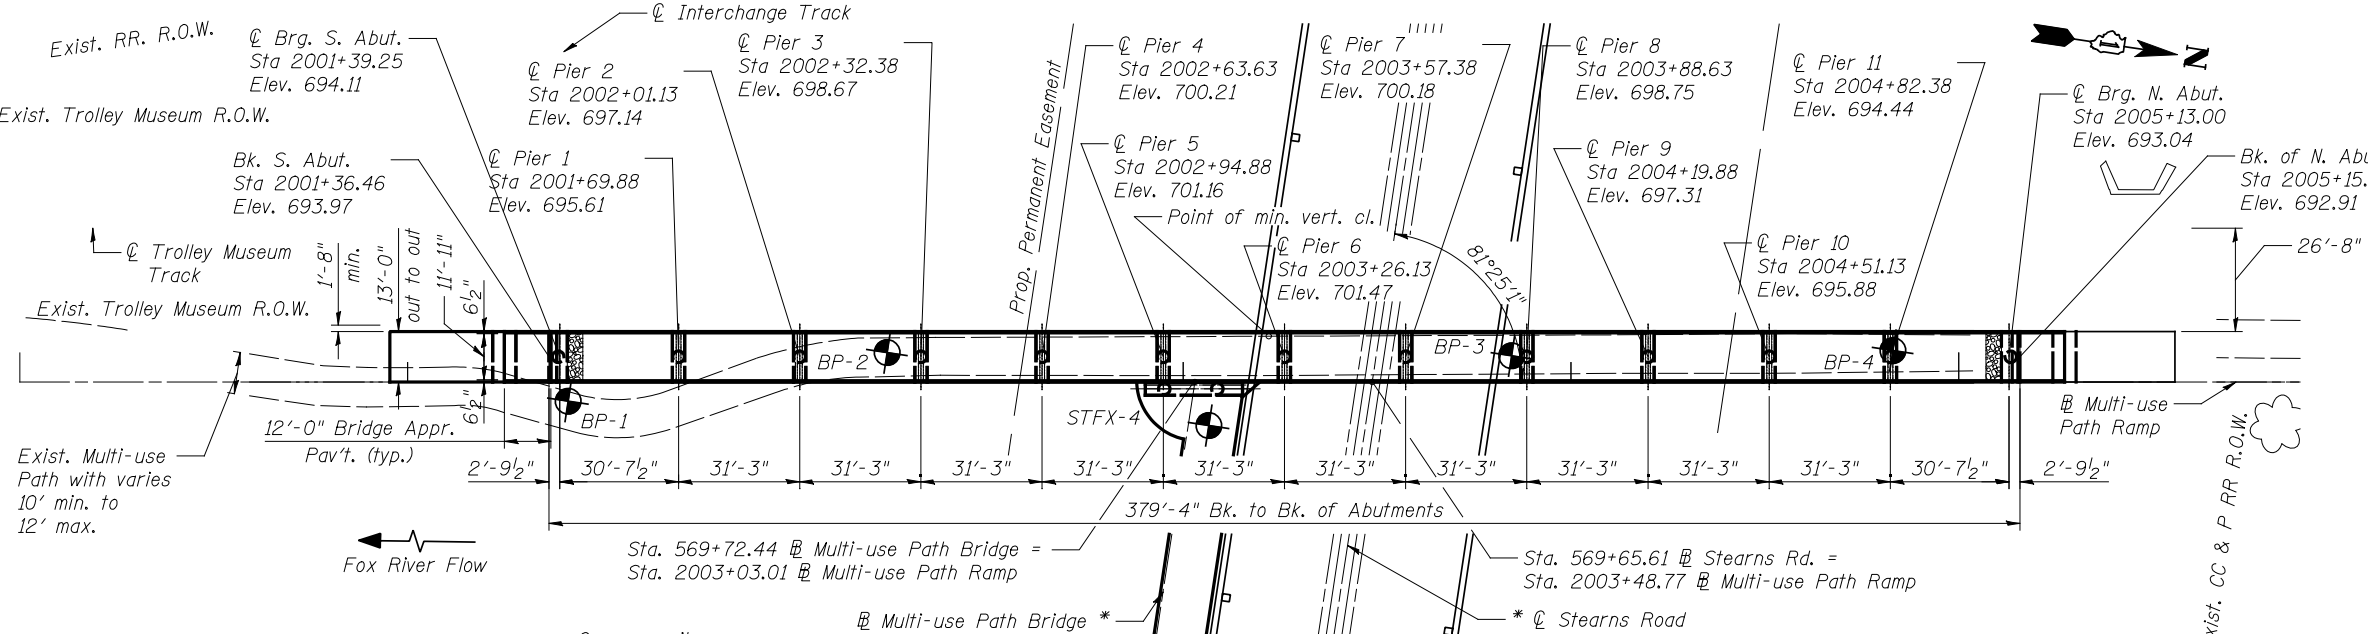 ℄ Interchange Track
Exist. RR. R.O.W.
℄ Brg. S. Abut.
Sta 2001+39.25
Elev. 694.11
℄ Pier 2
Sta 2002+01.13
Elev. 697.14
℄ Pier 3
Sta 2002+32.38
Elev. 698.67
℄ Pier 4
Sta 2002+63.63
Elev. 700.21
℄ Pier 7
Sta 2003+57.38
Elev. 700.18
℄ Pier 8
Sta 2003+88.63
Elev. 698.75
℄ Pier 11
Sta 2004+82.38
Elev. 694.44
℄ Brg. N. Abut.
Sta 2005+13.00
Elev. 693.04
N
Exist. Trolley Museum R.O.W.
Bk. S. Abut.
Sta 2001+36.46
Elev. 693.97
℄ Pier 1
Sta 2001+69.88
Elev. 695.61
Prop. Permanent Easement
℄ Pier 5
Sta 2002+94.88
Elev. 701.16
Point of min. vert. cl.
℄ Pier 6
Sta 2003+26.13
Elev. 701.47
81°25'1"
℄ Pier 9
Sta 2004+19.88
Elev. 697.31
℄ Pier 10
Sta 2004+51.13
Elev. 695.88
Bk. of N. Abu
Sta 2005+15.
Elev. 692.91
26'-8"
℄ Trolley Museum
Track
1'-8"
min.
13'-0"
out to out
11'-11"
6½"
6½"
Exist. Trolley Museum R.O.W.
BP-1
BP-2
BP-3
BP-4
STFX-4
12'-0" Bridge Appr.
Pav't. (typ.)
Exist. Multi-use
Path with varies
10' min. to
12' max.
2'-9½" 30'-7½" 31'-3" 31'-3" 31'-3" 31'-3" 31'-3" 31'-3" 31'-3" 31'-3" 31'-3" 31'-3" 30'-7½" 2'-9½"
379'-4" Bk. to Bk. of Abutments
Fox River Flow
Sta. 569+72.44 ⅊ Multi-use Path Bridge =
Sta. 2003+03.01 ⅊ Multi-use Path Ramp
Sta. 569+65.61 ⅊ Stearns Rd. =
Sta. 2003+48.77 ⅊ Multi-use Path Ramp
⅊ Multi-use Path Bridge *
* ℄ Stearns Road
⅊ Multi-use
Path Ramp
xist. CC & P RR R.O.W.